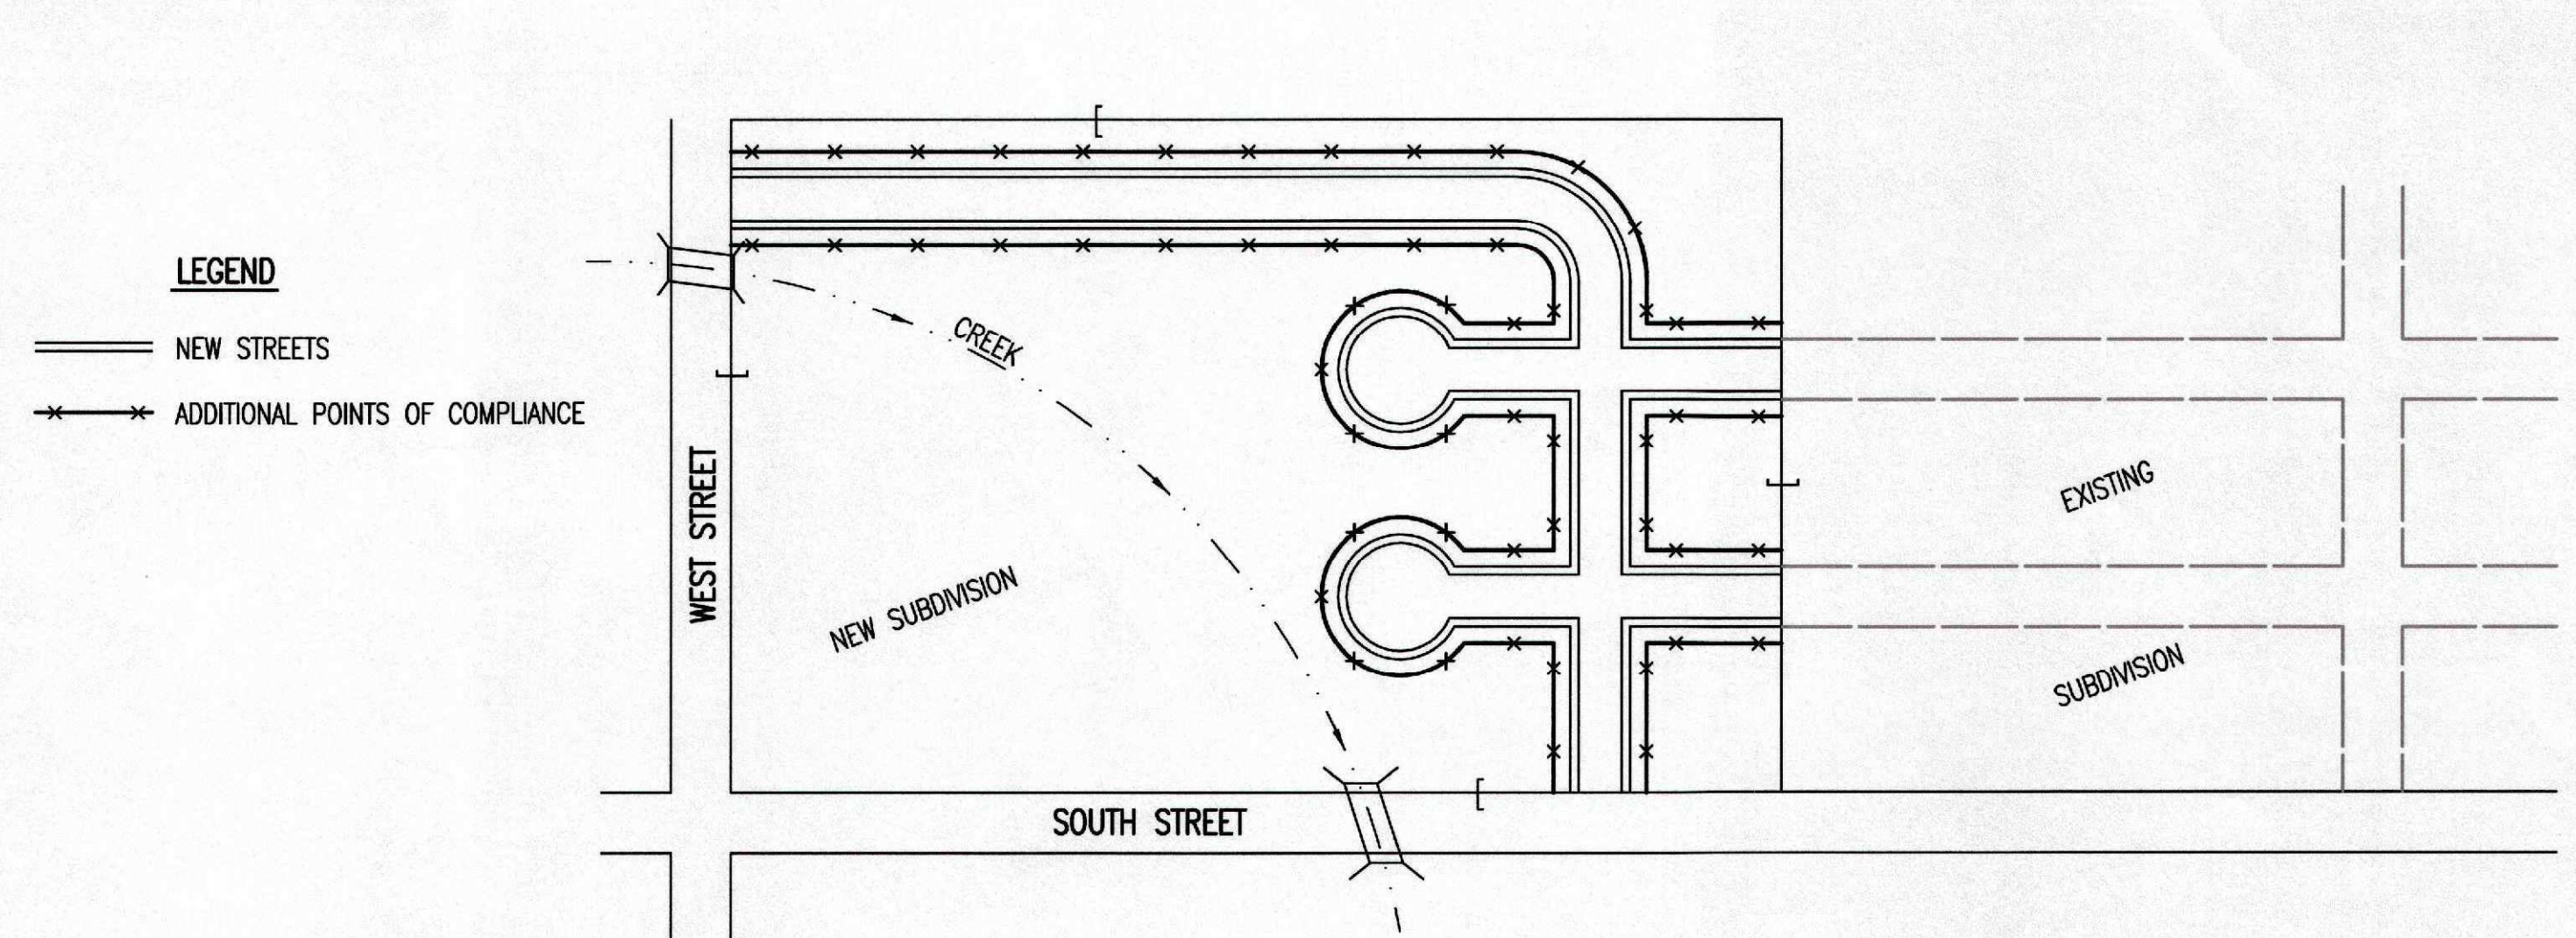 LEGEND
NEW STREETS
ADDITIONAL POINTS OF COMPLIANCE
CREEK
WEST STREET
NEW SUBDIVISION
SOUTH STREET
EXISTING
SUBDIVISION